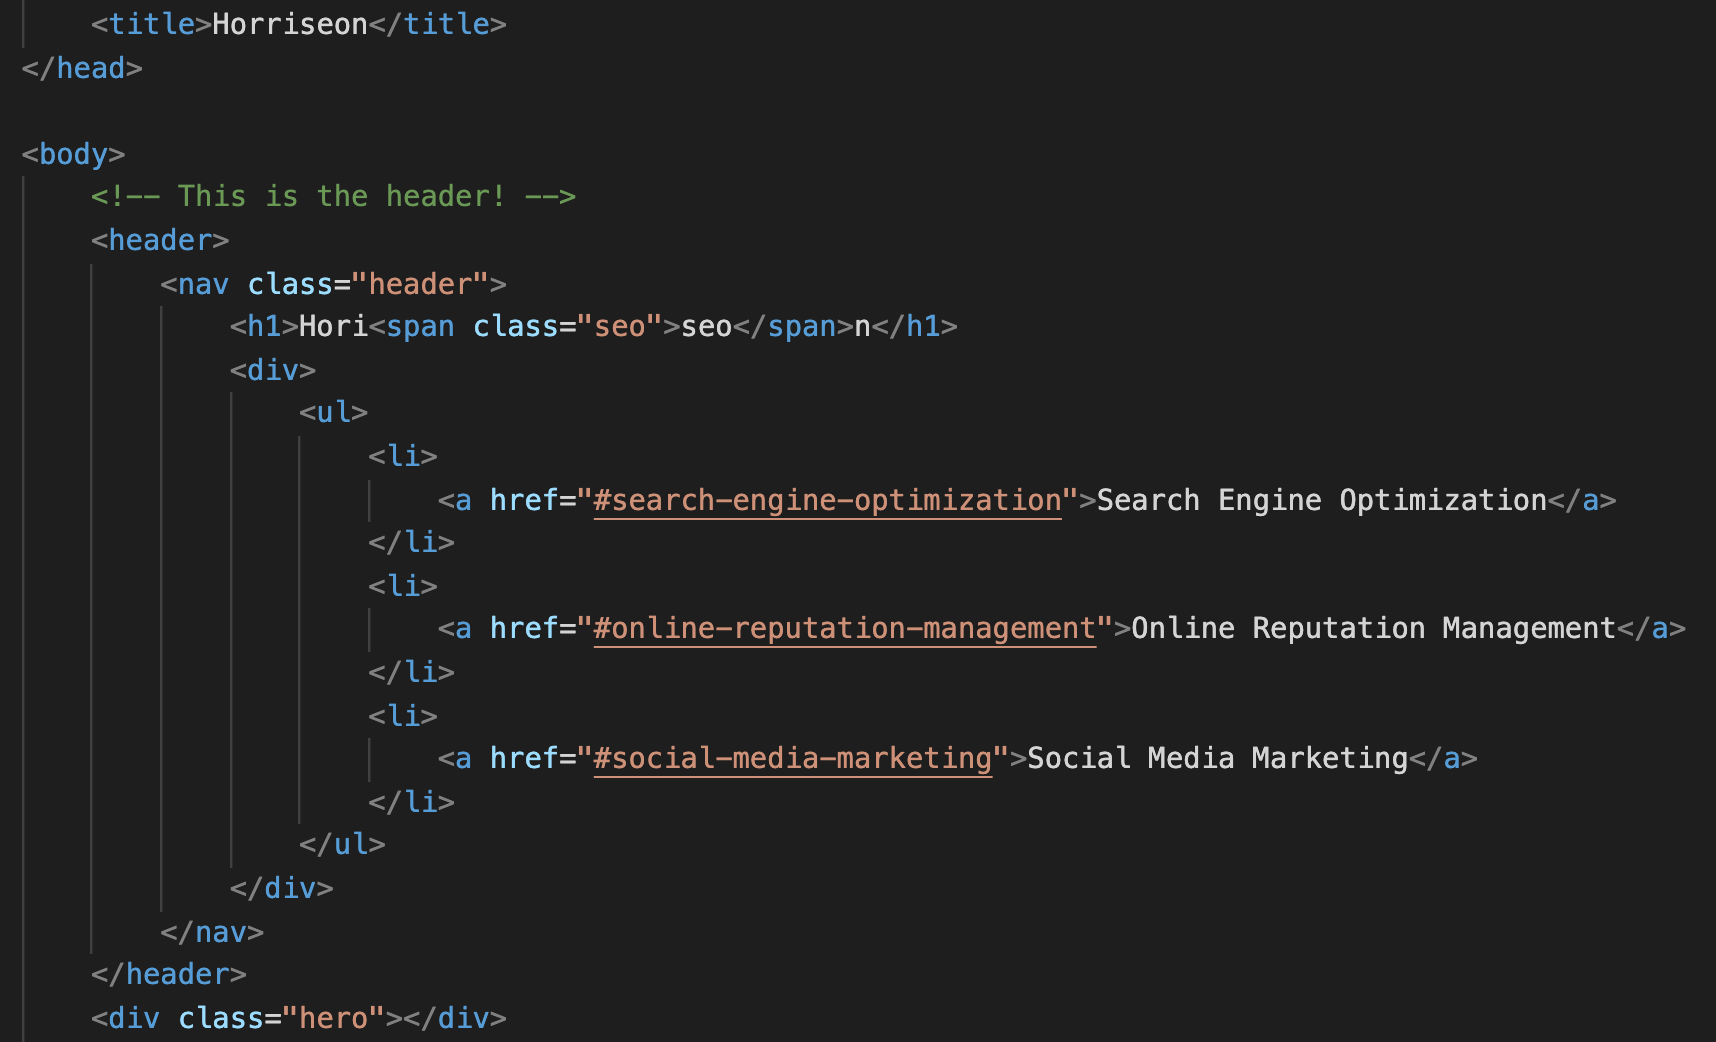 <title>Horriseon</title>
</head>
<body>
<!-- This is the header! -->
<header>
<nav class="header">
<h1>Hori<span class="seo">seo</span>n</h1>
<div>
<ul>
<li>
<a href="#search-engine-optimization">Search Engine Optimization</a>
</li>
<li>
<a href="#online-reputation-management">Online Reputation Management</a>
</li>
<li>
<a href="#social-media-marketing">Social Media Marketing</a>
</li>
</ul>
</div>
</nav>
</header>
<div class="hero"></div>